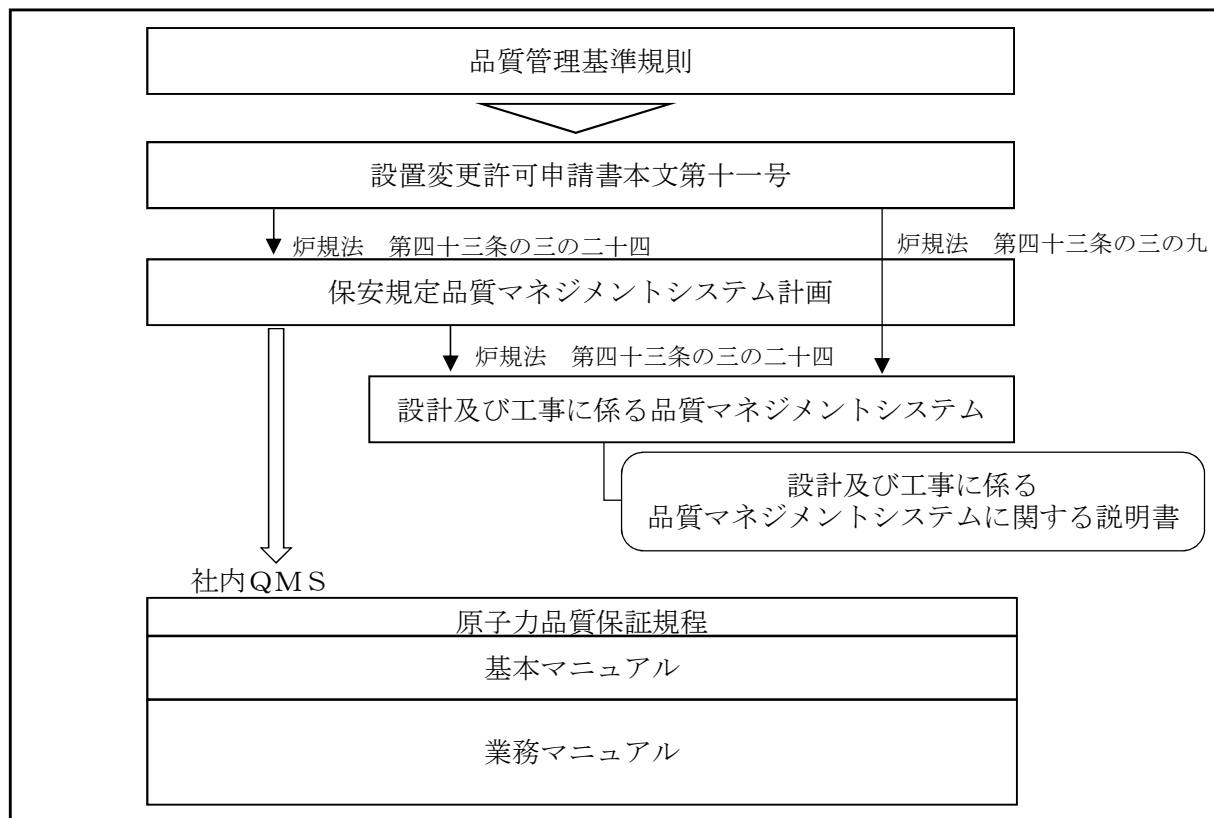 品質管理基準規則
設置変更許可申請書本文第十一号
炉規法　第四十三条の三の二十四
炉規法　第四十三条の三の九
保安規定品質マネジメントシステム計画
炉規法　第四十三条の三の二十四
設計及び工事に係る品質マネジメントシステム
設計及び工事に係る
品質マネジメントシステムに関する説明書
社内ＱＭＳ
原子力品質保証規程
基本マニュアル
業務マニュアル